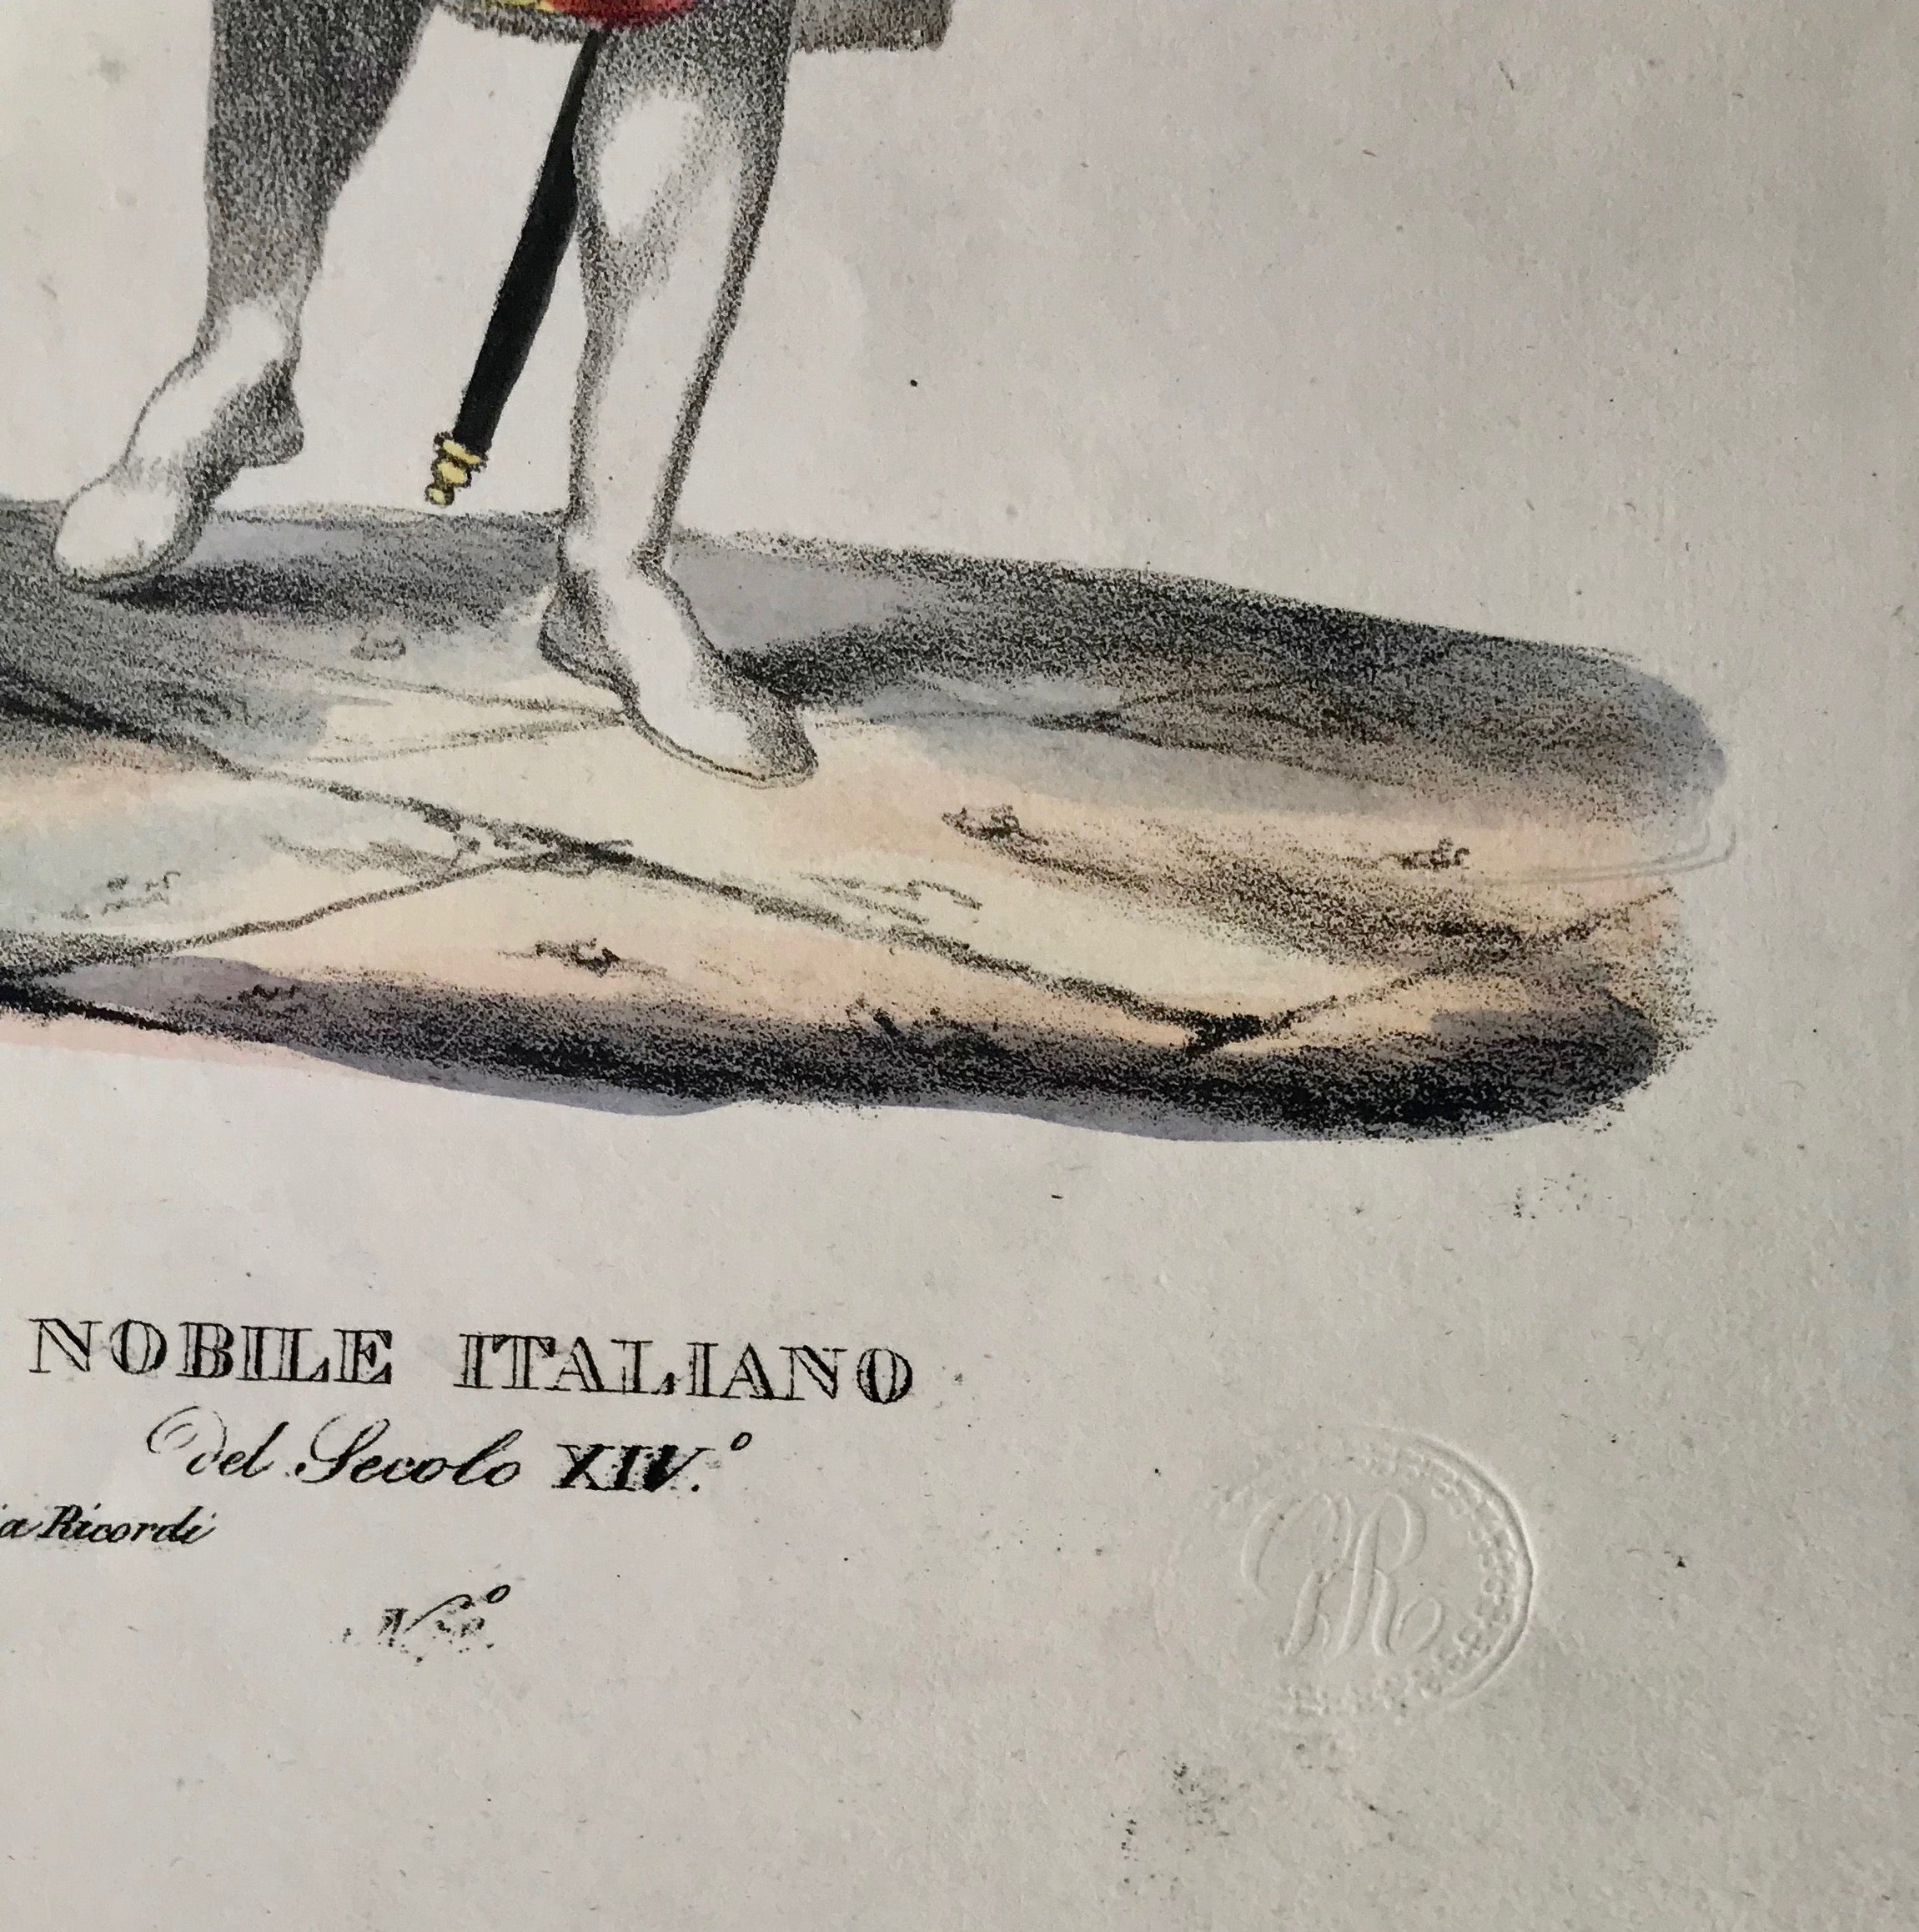 NOBILE ITALIANO
del Secolo XIV.º
a Ricordi
N.º